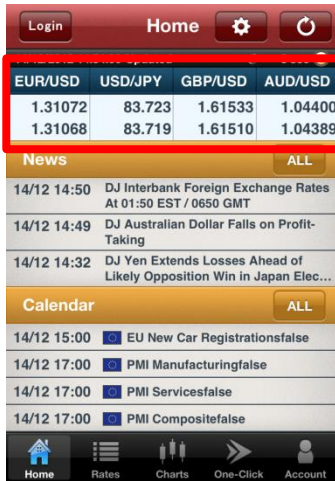 Login
Home
EUR/USD USD/JPY GBP/USD AUD/USD
1.31072 83.723 1.61533 1.04400
1.31068 83.719 1.61510 1.04389
News ALL
14/12 14:50 DJ Interbank Foreign Exchange Rates
At 01:50 EST / 0650 GMT
14/12 14:49 DJ Australian Dollar Falls on Profit-
Taking
14/12 14:32 DJ Yen Extends Losses Ahead of
Likely Opposition Win in Japan Elec...
Calendar ALL
14/12 15:00 EU New Car Registrationsfalse
14/12 17:00 PMI Manufacturingfalse
14/12 17:00 PMI Servicesfalse
14/12 17:00 PMI Compositefalse
Home Rates Charts One-Click Account